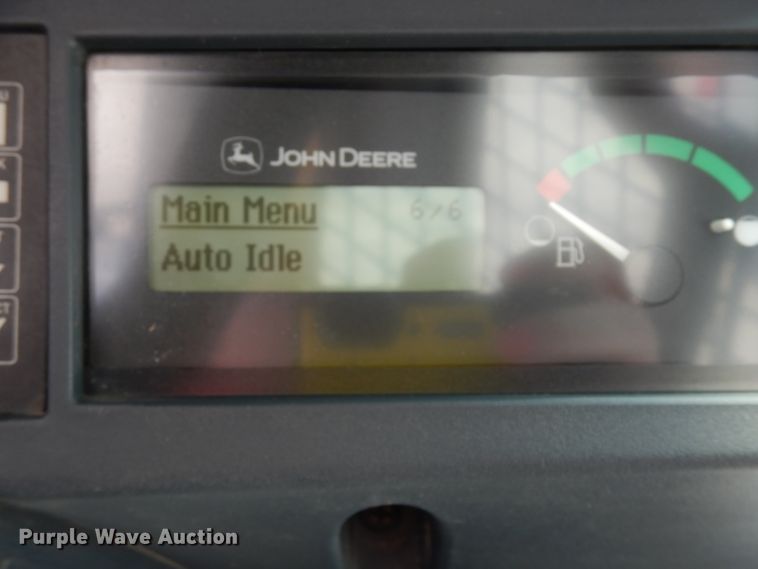 JOHN DEERE
Main Menu 6/6
Auto Idle
Purple Wave Auction